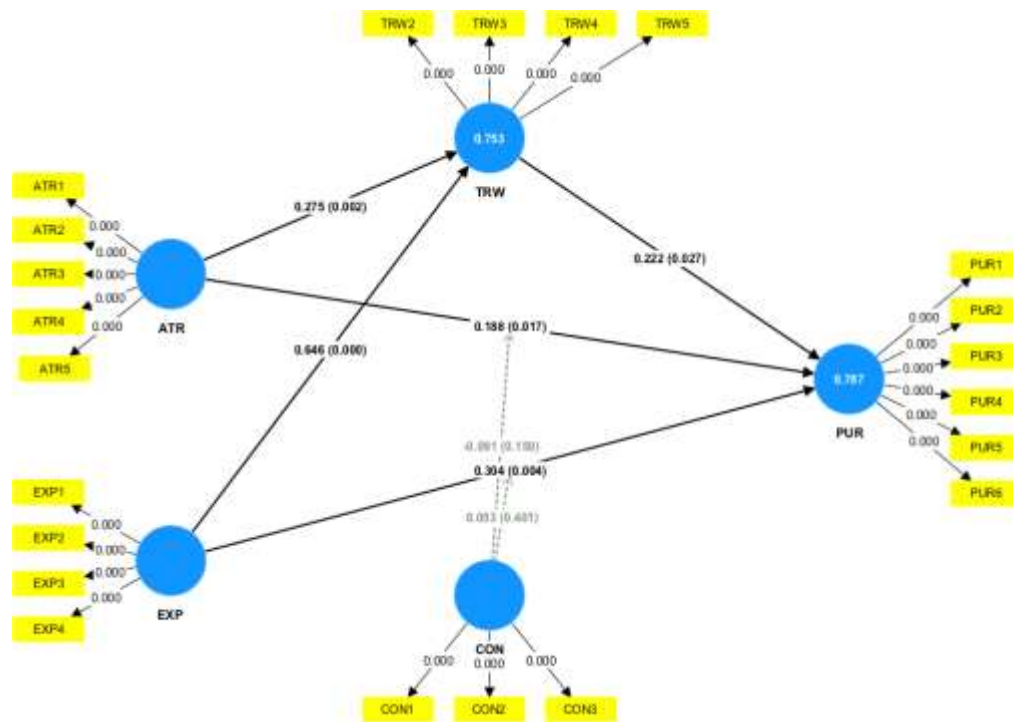 TRW2 TRW3 TRW4 TRW5
0.000 0.000 0.000 0.000
0.753
TRW
ATR1
ATR2
ATR3
ATR4
ATR5
0.000
0.000
0.000
0.000
0.000
ATR
0.275 (0.002)
0.222 (0.027)
0.188 (0.017)
0.646 (0.000)
PUR1
PUR2
PUR3
PUR4
PUR5
PUR6
0.000
0.000
0.000
0.000
0.000
0.000
0.787
PUR
0.304 (0.004)
EXP1
EXP2
EXP3
EXP4
0.000
0.000
0.000
0.000
EXP
CON
0.000 0.000 0.000
CON1 CON2 CON3